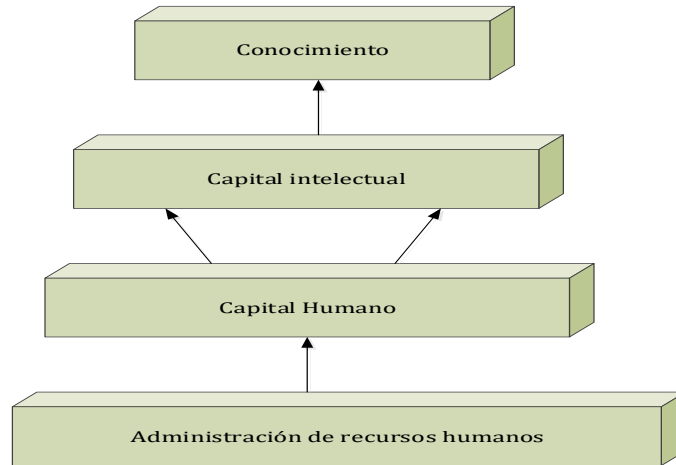 Conocimiento
Capital intelectual
Capital Humano
Administración de recursos humanos